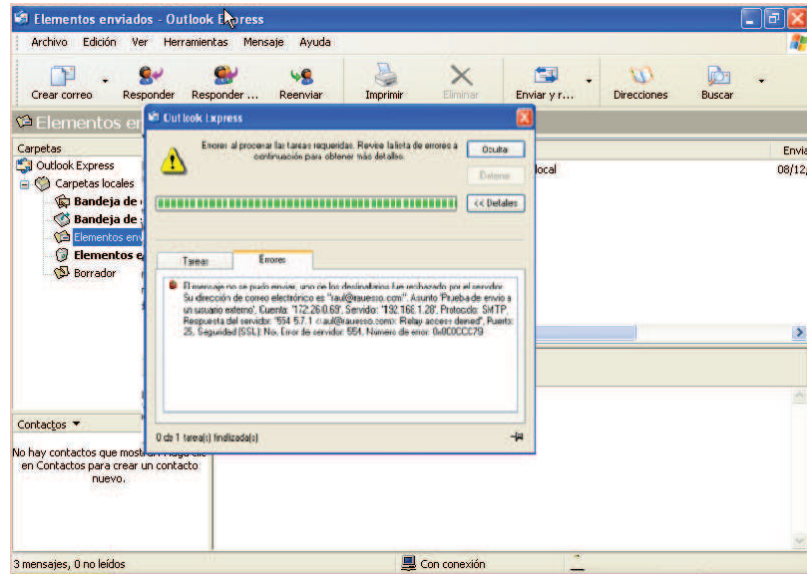 Elementos enviados - Outlook Express
Archivo Edición Ver Herramientas Mensaje Ayuda
Crear correo Responder Responder ... Reenviar Imprimir Eliminar Enviar y r... Direcciones Buscar
Elementos en
Carpetas
Outlook Express
Carpetas locales
Bandeja de
Bandeja de
Elementos env
Elementos e
Borrador
Envia
local
08/12/
Outlook Express
Errores al procesar las tareas requeridas. Revise la lista de errores a
continuación para obtener más detalles.
Ocultar
Detener
<< Detalles
Tareas Errores
El mensaje no se pudo enviar, uno de los destinatarios fue rechazado por el servidor.
Su dirección de correo electrónico es "raul@rauesso.com". Asunto 'Prueba de envio a
un usuario externo', Cuenta: '172.26.0.69', Servidor: '192.168.1.28', Protocolo: SMTP,
Respuesta del servidor: '554 5.7.1 <raul@rauesso.com>: Relay access denied', Puerto:
25, Seguridad (SSL): No, Error de servidor: 554, Número de error: 0x800CCC79
0 de 1 tarea(s) finalizada(s)
Contactos
No hay contactos que most
en Contactos para crear un contacto
nuevo.
3 mensajes, 0 no leídos
Con conexión